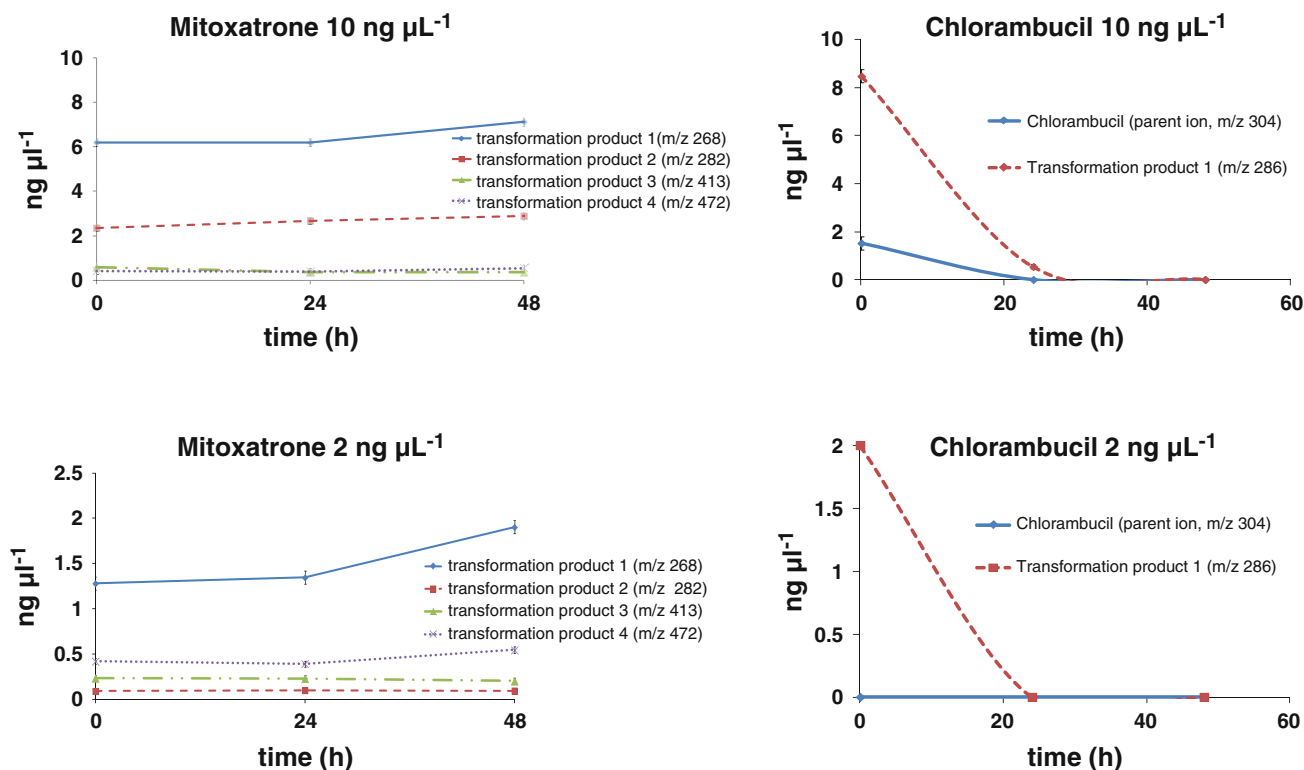 Mitoxatrone 10 ng µL⁻¹
10
8
6
4
2
0
ng µl⁻¹
0 24 48
time (h)
transformation product 1(m/z 268)
transformation product 2 (m/z 282)
transformation product 3 (m/z 413)
transformation product 4 (m/z 472)
Chlorambucil 10 ng µL⁻¹
10
8
6
4
2
0
ng µl⁻¹
0 20 40 60
time (h)
Chlorambucil (parent ion, m/z 304)
Transformation product 1 (m/z 286)
Mitoxatrone 2 ng µL⁻¹
2.5
2
1.5
1
0.5
0
ng µl⁻¹
0 24 48
time (h)
transformation product 1 (m/z 268)
transformation product 2 (m/z 282)
transformation product 3 (m/z 413)
transformation product 4 (m/z 472)
Chlorambucil 2 ng µL⁻¹
2
1.5
1
0.5
0
ng µl⁻¹
0 20 40 60
time (h)
Chlorambucil (parent ion, m/z 304)
Transformation product 1 (m/z 286)